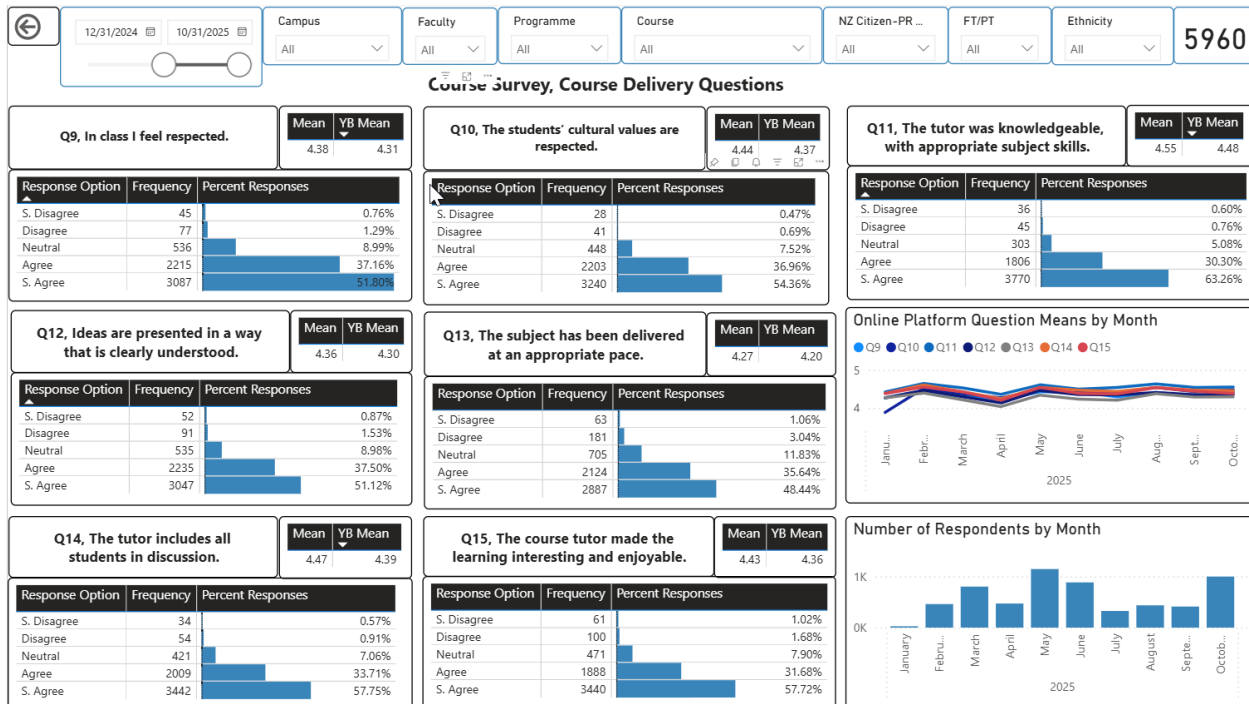 12/31/2024 10/31/2025
Campus
All
Faculty
All
Programme
All
Course
All
NZ Citizen-PR ...
All
FT/PT
All
Ethnicity
All
5960
Course Survey, Course Delivery Questions
Q9, In class I feel respected.
Mean YB Mean
4.38 4.31
Response Option Frequency Percent Responses
S. Disagree 45 0.76%
Disagree 77 1.29%
Neutral 536 8.99%
Agree 2215 37.16%
S. Agree 3087 51.80%
Q10, The students' cultural values are
respected.
Mean YB Mean
4.44 4.37
Response Option Frequency Percent Responses
S. Disagree 28 0.47%
Disagree 41 0.69%
Neutral 448 7.52%
Agree 2203 36.96%
S. Agree 3240 54.36%
Q11, The tutor was knowledgeable,
with appropriate subject skills.
Mean YB Mean
4.55 4.48
Response Option Frequency Percent Responses
S. Disagree 36 0.60%
Disagree 45 0.76%
Neutral 303 5.08%
Agree 1806 30.30%
S. Agree 3770 63.26%
Q12, Ideas are presented in a way
that is clearly understood.
Mean YB Mean
4.36 4.30
Response Option Frequency Percent Responses
S. Disagree 52 0.87%
Disagree 91 1.53%
Neutral 535 8.98%
Agree 2235 37.50%
S. Agree 3047 51.12%
Q13, The subject has been delivered
at an appropriate pace.
Mean YB Mean
4.27 4.20
Response Option Frequency Percent Responses
S. Disagree 63 1.06%
Disagree 181 3.04%
Neutral 705 11.83%
Agree 2124 35.64%
S. Agree 2887 48.44%
Online Platform Question Means by Month
Q9 Q10 Q11 Q12 Q13 Q14 Q15
5
4
Janu... Febr... March April May June July Aug... Sept... Octo...
2025
Q14, The tutor includes all
students in discussion.
Mean YB Mean
4.47 4.39
Response Option Frequency Percent Responses
S. Disagree 34 0.57%
Disagree 54 0.91%
Neutral 421 7.06%
Agree 2009 33.71%
S. Agree 3442 57.75%
Q15, The course tutor made the
learning interesting and enjoyable.
Mean YB Mean
4.43 4.36
Response Option Frequency Percent Responses
S. Disagree 61 1.02%
Disagree 100 1.68%
Neutral 471 7.90%
Agree 1888 31.68%
S. Agree 3440 57.72%
Number of Respondents by Month
1K
0K
January Febru... March April May June July August Septe... Octob...
2025